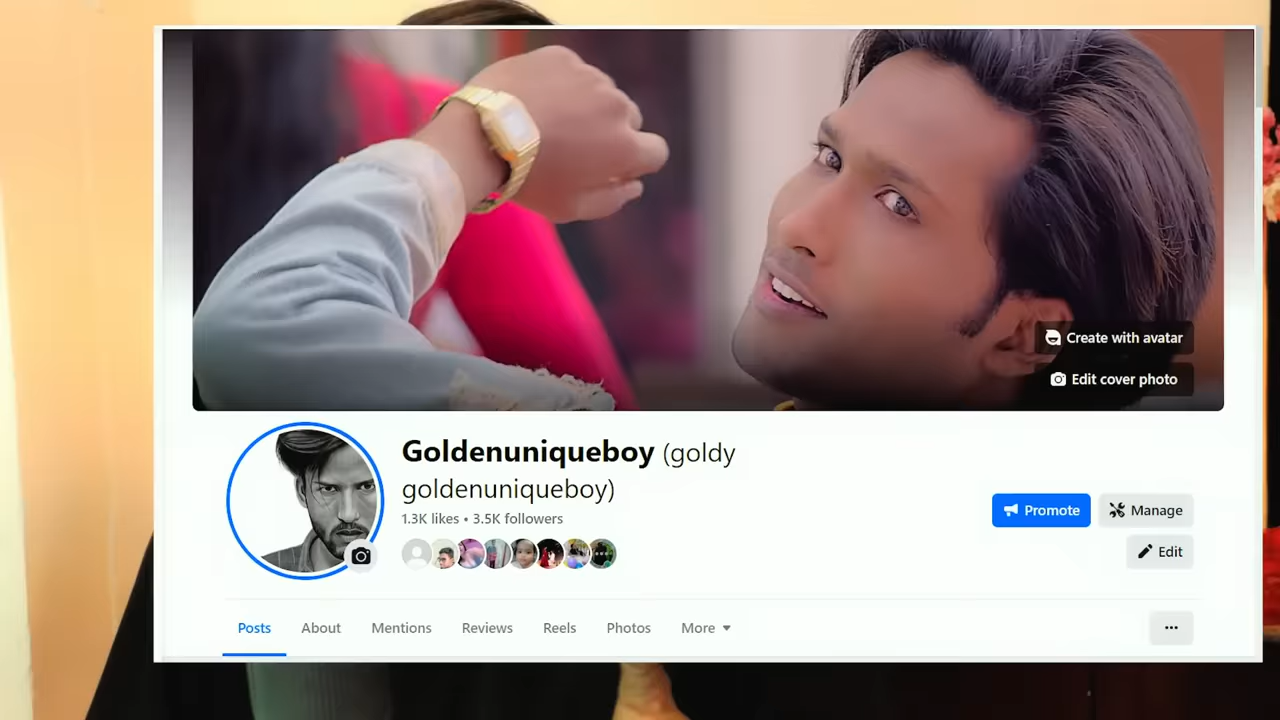 Create with avatar
Edit cover photo
Goldenuniqueboy (goldy
goldenuniqueboy)
1.3K likes • 3.5K followers
Promote
Manage
Edit
Posts About Mentions Reviews Reels Photos More